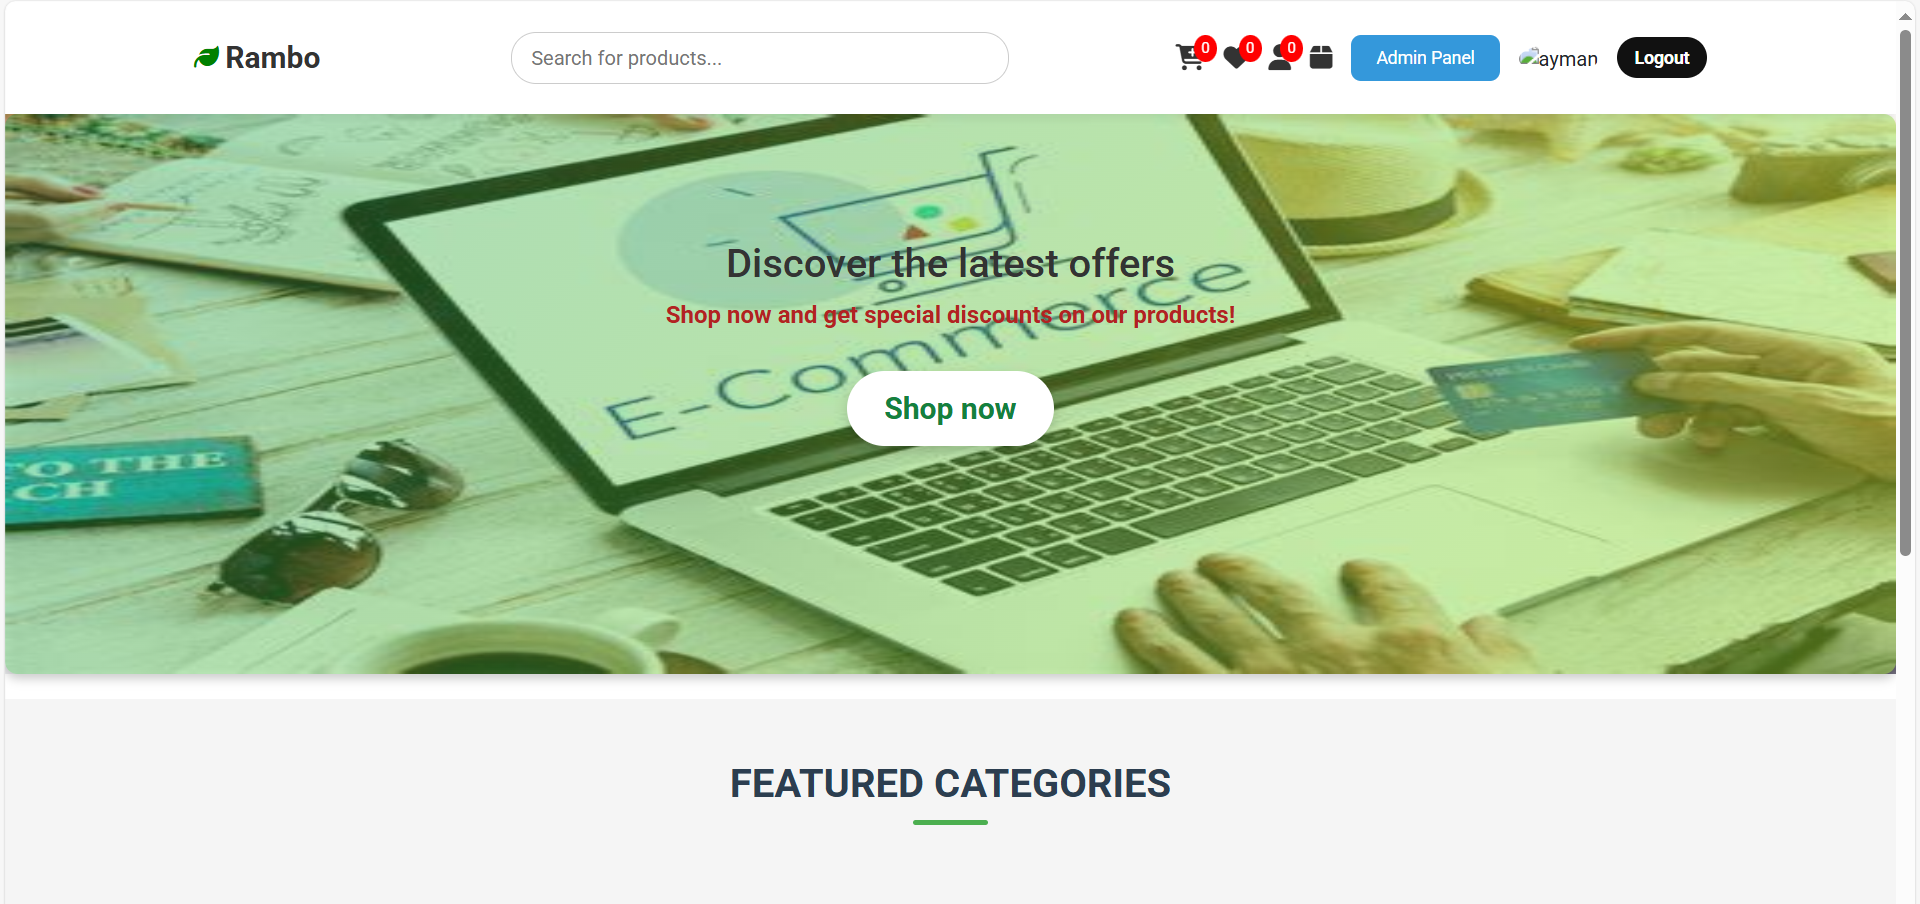 Rambo
Search for products...
0
0
0
Admin Panel
ayman
Logout
E-Commerce
Discover the latest offers
Shop now and get special discounts on our products!
Shop now
TO THE
CH
FEATURED CATEGORIES